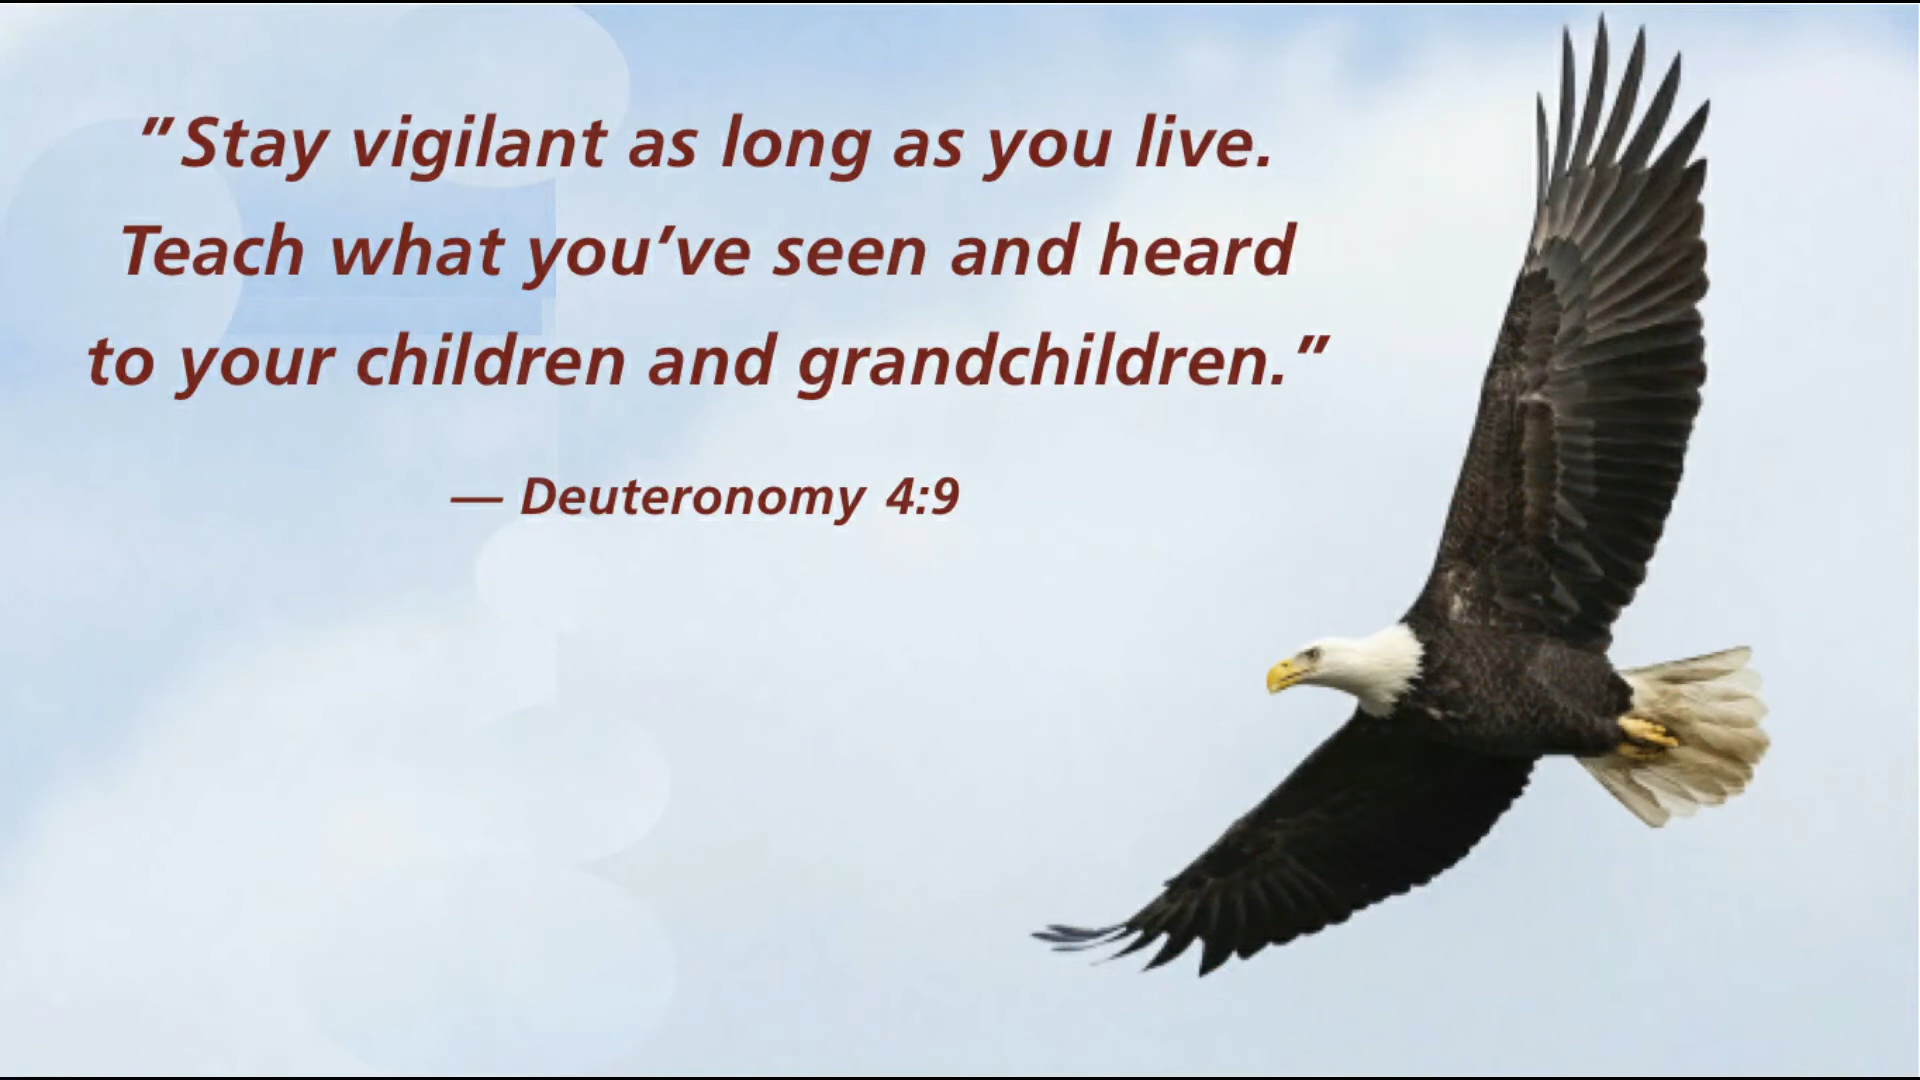 "Stay vigilant as long as you live.
Teach what you’ve seen and heard
to your children and grandchildren."
— Deuteronomy 4:9